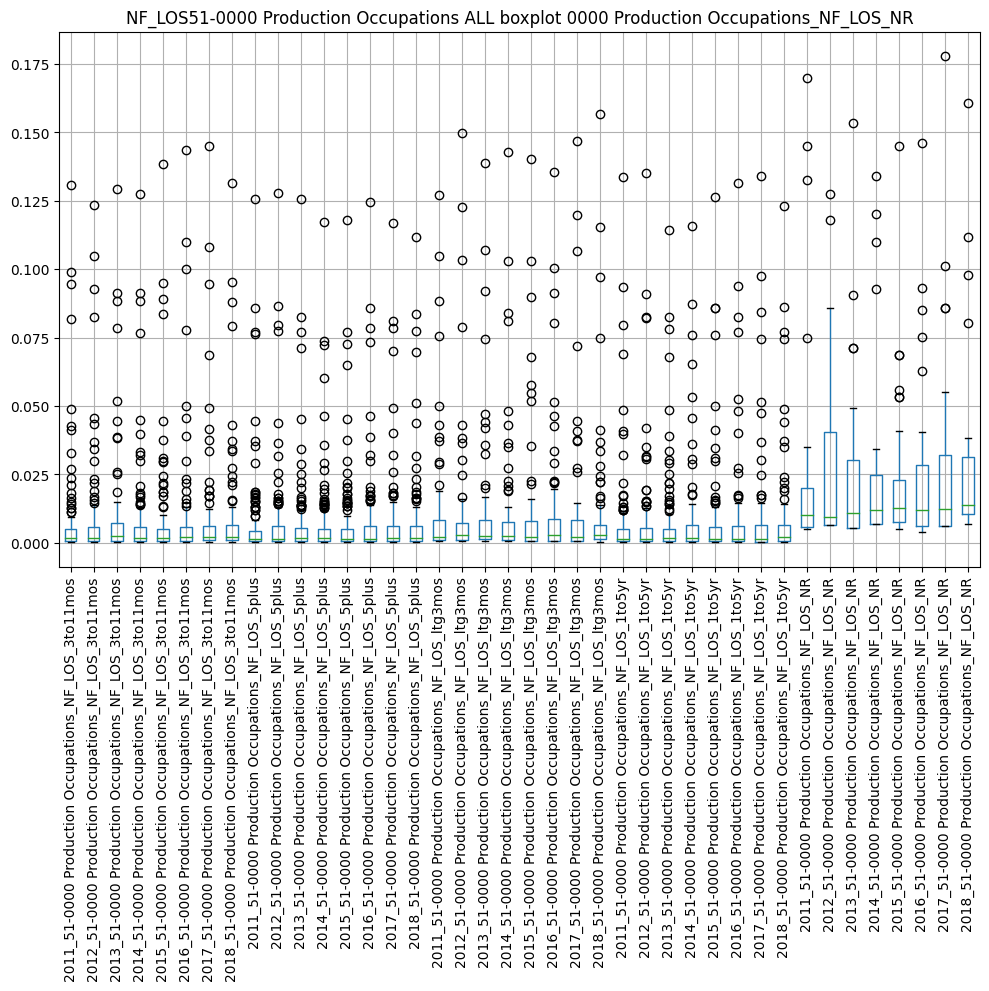 NF_LOS51-0000 Production Occupations ALL boxplot 0000 Production Occupations_NF_LOS_NR
0.175
0.150
0.125
0.100
0.075
0.050
0.025
0.000
2011_51-0000 Production Occupations_NF_LOS_3to11mos
2012_51-0000 Production Occupations_NF_LOS_3to11mos
2013_51-0000 Production Occupations_NF_LOS_3to11mos
2014_51-0000 Production Occupations_NF_LOS_3to11mos
2015_51-0000 Production Occupations_NF_LOS_3to11mos
2016_51-0000 Production Occupations_NF_LOS_3to11mos
2017_51-0000 Production Occupations_NF_LOS_3to11mos
2018_51-0000 Production Occupations_NF_LOS_3to11mos
2011_51-0000 Production Occupations_NF_LOS_5plus
2012_51-0000 Production Occupations_NF_LOS_5plus
2013_51-0000 Production Occupations_NF_LOS_5plus
2014_51-0000 Production Occupations_NF_LOS_5plus
2015_51-0000 Production Occupations_NF_LOS_5plus
2016_51-0000 Production Occupations_NF_LOS_5plus
2017_51-0000 Production Occupations_NF_LOS_5plus
2018_51-0000 Production Occupations_NF_LOS_5plus
2011_51-0000 Production Occupations_NF_LOS_ltg3mos
2012_51-0000 Production Occupations_NF_LOS_ltg3mos
2013_51-0000 Production Occupations_NF_LOS_ltg3mos
2014_51-0000 Production Occupations_NF_LOS_ltg3mos
2015_51-0000 Production Occupations_NF_LOS_ltg3mos
2016_51-0000 Production Occupations_NF_LOS_ltg3mos
2017_51-0000 Production Occupations_NF_LOS_ltg3mos
2018_51-0000 Production Occupations_NF_LOS_ltg3mos
2011_51-0000 Production Occupations_NF_LOS_1to5yr
2012_51-0000 Production Occupations_NF_LOS_1to5yr
2013_51-0000 Production Occupations_NF_LOS_1to5yr
2014_51-0000 Production Occupations_NF_LOS_1to5yr
2015_51-0000 Production Occupations_NF_LOS_1to5yr
2016_51-0000 Production Occupations_NF_LOS_1to5yr
2017_51-0000 Production Occupations_NF_LOS_1to5yr
2018_51-0000 Production Occupations_NF_LOS_1to5yr
2011_51-0000 Production Occupations_NF_LOS_NR
2012_51-0000 Production Occupations_NF_LOS_NR
2013_51-0000 Production Occupations_NF_LOS_NR
2014_51-0000 Production Occupations_NF_LOS_NR
2015_51-0000 Production Occupations_NF_LOS_NR
2016_51-0000 Production Occupations_NF_LOS_NR
2017_51-0000 Production Occupations_NF_LOS_NR
2018_51-0000 Production Occupations_NF_LOS_NR